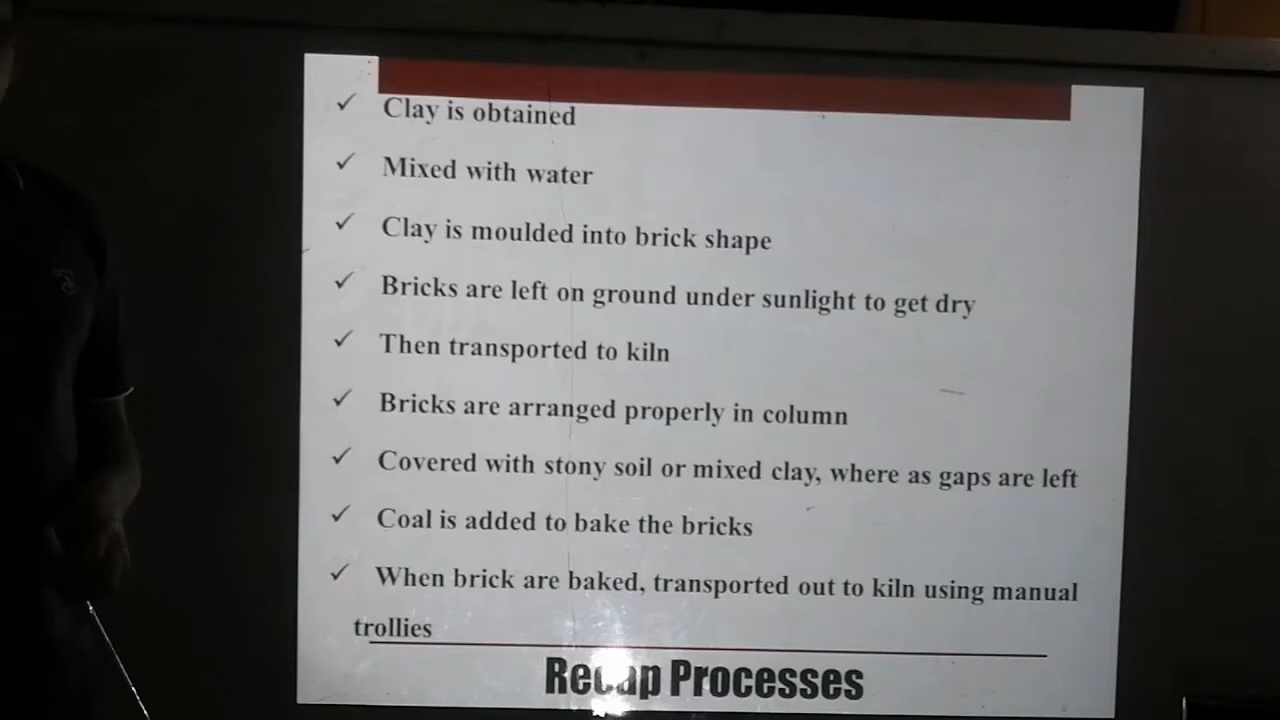 ✓ Clay is obtained
✓ Mixed with water
✓ Clay is moulded into brick shape
✓ Bricks are left on ground under sunlight to get dry
✓ Then transported to kiln
✓ Bricks are arranged properly in column
✓ Covered with stony soil or mixed clay, where as gaps are left
✓ Coal is added to bake the bricks
✓ When brick are baked, transported out to kiln using manual
trollies
Recap Processes